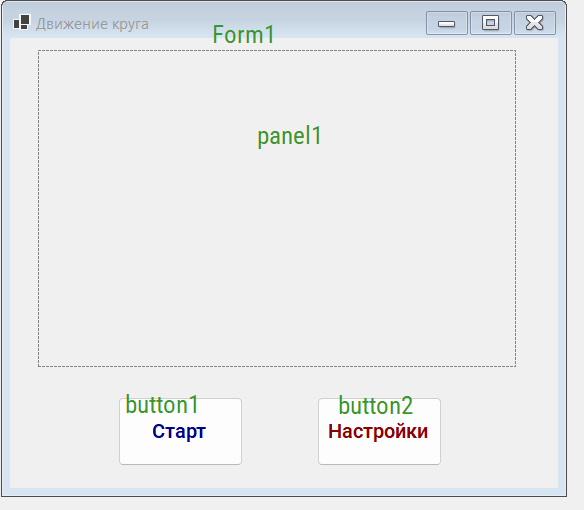 Движение круга
Form1
panel1
button1
Старт
button2
Настройки